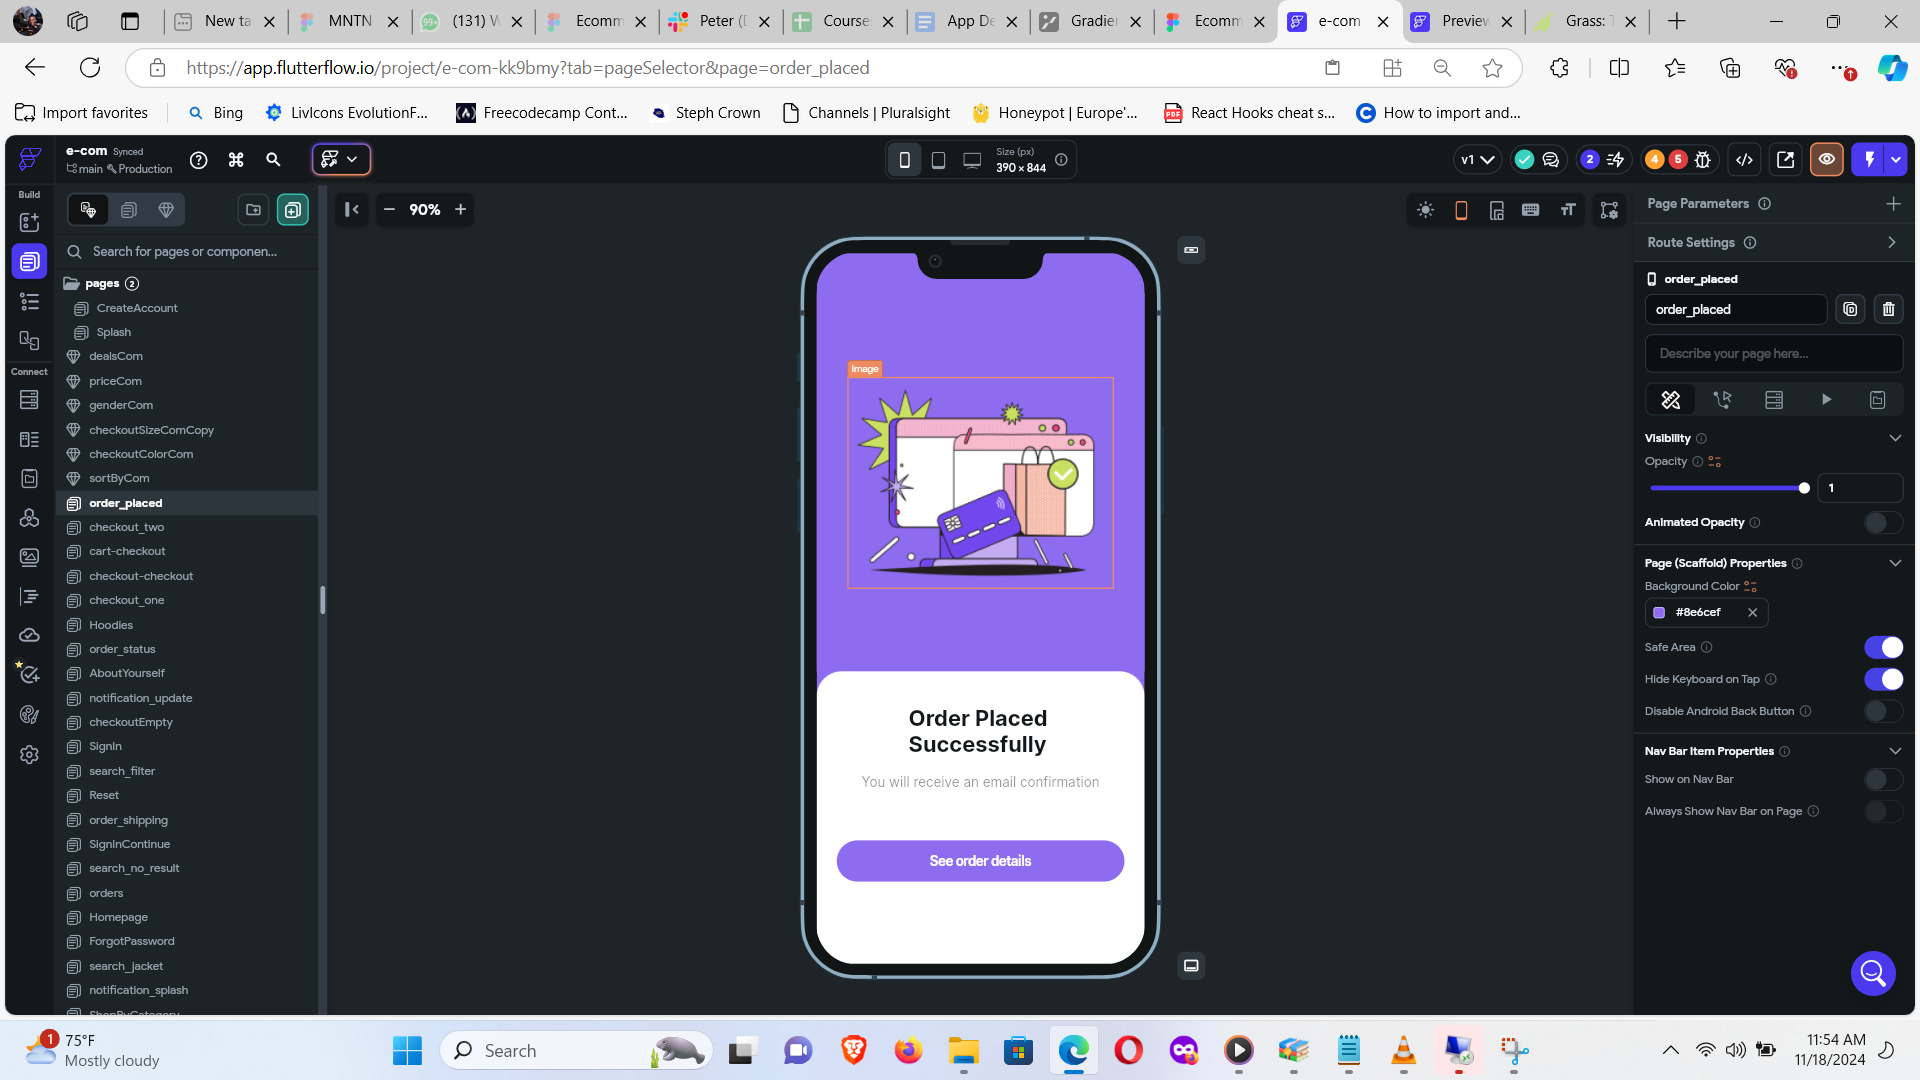 New ta
MNTN
99+
(131) W
Ecomm
Peter (D
Course
App De
Gradien
Ecomm
e-com
Preview
Grass: T
https://app.flutterflow.io/project/e-com-kk9bmy?tab=pageSelector&page=order_placed
Import favorites
Bing
LivIcons EvolutionF...
Freecodecamp Cont...
Steph Crown
Channels | Pluralsight
Honeypot | Europe'...
PDF
React Hooks cheat s...
How to import and...
e-com Synced
main Production
Size (px)
390 × 844
v1
2
4 5
Build
90%
Page Parameters
Search for pages or componen...
Route Settings
pages 2
CreateAccount
Splash
dealsCom
priceCom
genderCom
checkoutSizeComCopy
checkoutColorCom
sortByCom
order_placed
checkout_two
cart-checkout
checkout-checkout
checkout_one
Hoodies
order_status
AboutYourself
notification_update
checkoutEmpty
SignIn
search_filter
Reset
order_shipping
SignInContinue
search_no_result
orders
Homepage
ForgotPassword
search_jacket
notification_splash
ShopByCategory
Connect
Image
Order Placed
Successfully
You will receive an email confirmation
See order details
order_placed
order_placed
Describe your page here...
Visibility
Opacity
1
Animated Opacity
Page (Scaffold) Properties
Background Color
#8e6cef
Safe Area
Hide Keyboard on Tap
Disable Android Back Button
Nav Bar Item Properties
Show on Nav Bar
Always Show Nav Bar on Page
1
75°F
Mostly cloudy
Search
11:54 AM
11/18/2024